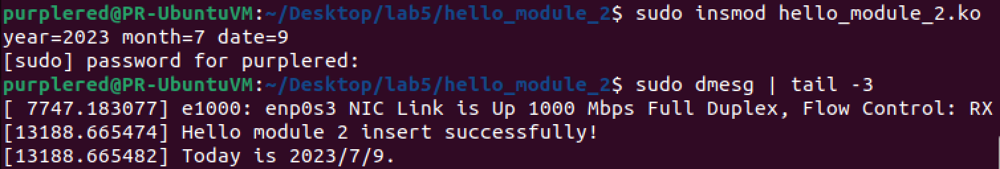 purplered@PR-UbuntuVM:~/Desktop/lab5/hello_module_2$ sudo insmod hello_module_2.ko
year=2023 month=7 date=9
[sudo] password for purplered:
purplered@PR-UbuntuVM:~/Desktop/lab5/hello_module_2$ sudo dmesg | tail -3
[ 7747.183077] e1000: enp0s3 NIC Link is Up 1000 Mbps Full Duplex, Flow Control: RX
[13188.665474] Hello module 2 insert successfully!
[13188.665482] Today is 2023/7/9.